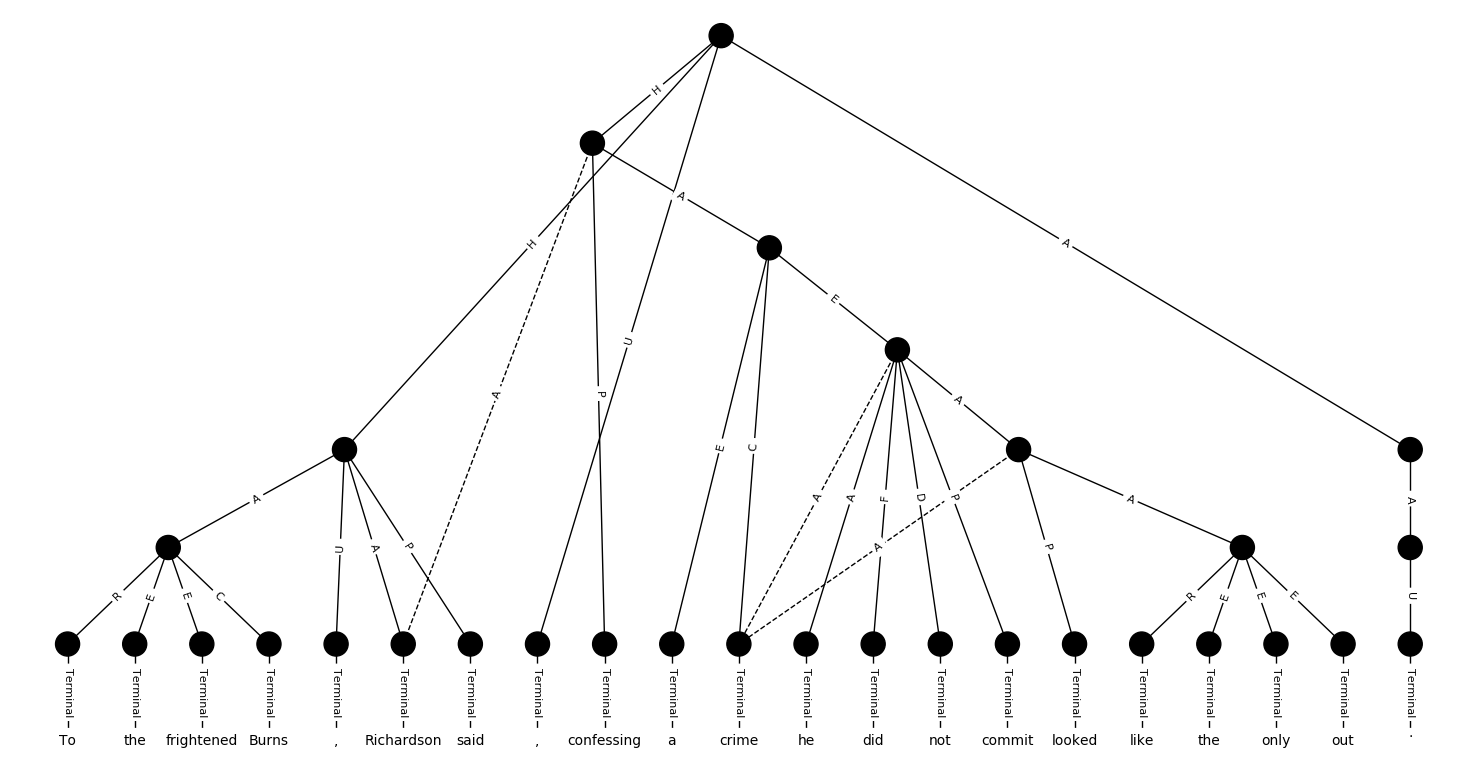 H
H
A
A
A
U
E
A
P
A
E
C
A
A
A
F
D
P
A
A
U
A
P
A
P
R
E
E
C
R
E
E
E
U
Terminal Terminal Terminal Terminal Terminal Terminal Terminal Terminal Terminal Terminal Terminal Terminal Terminal Terminal Terminal Terminal Terminal Terminal Terminal Terminal Terminal
To the frightened Burns , Richardson said , confessing a crime he did not commit looked like the only out .